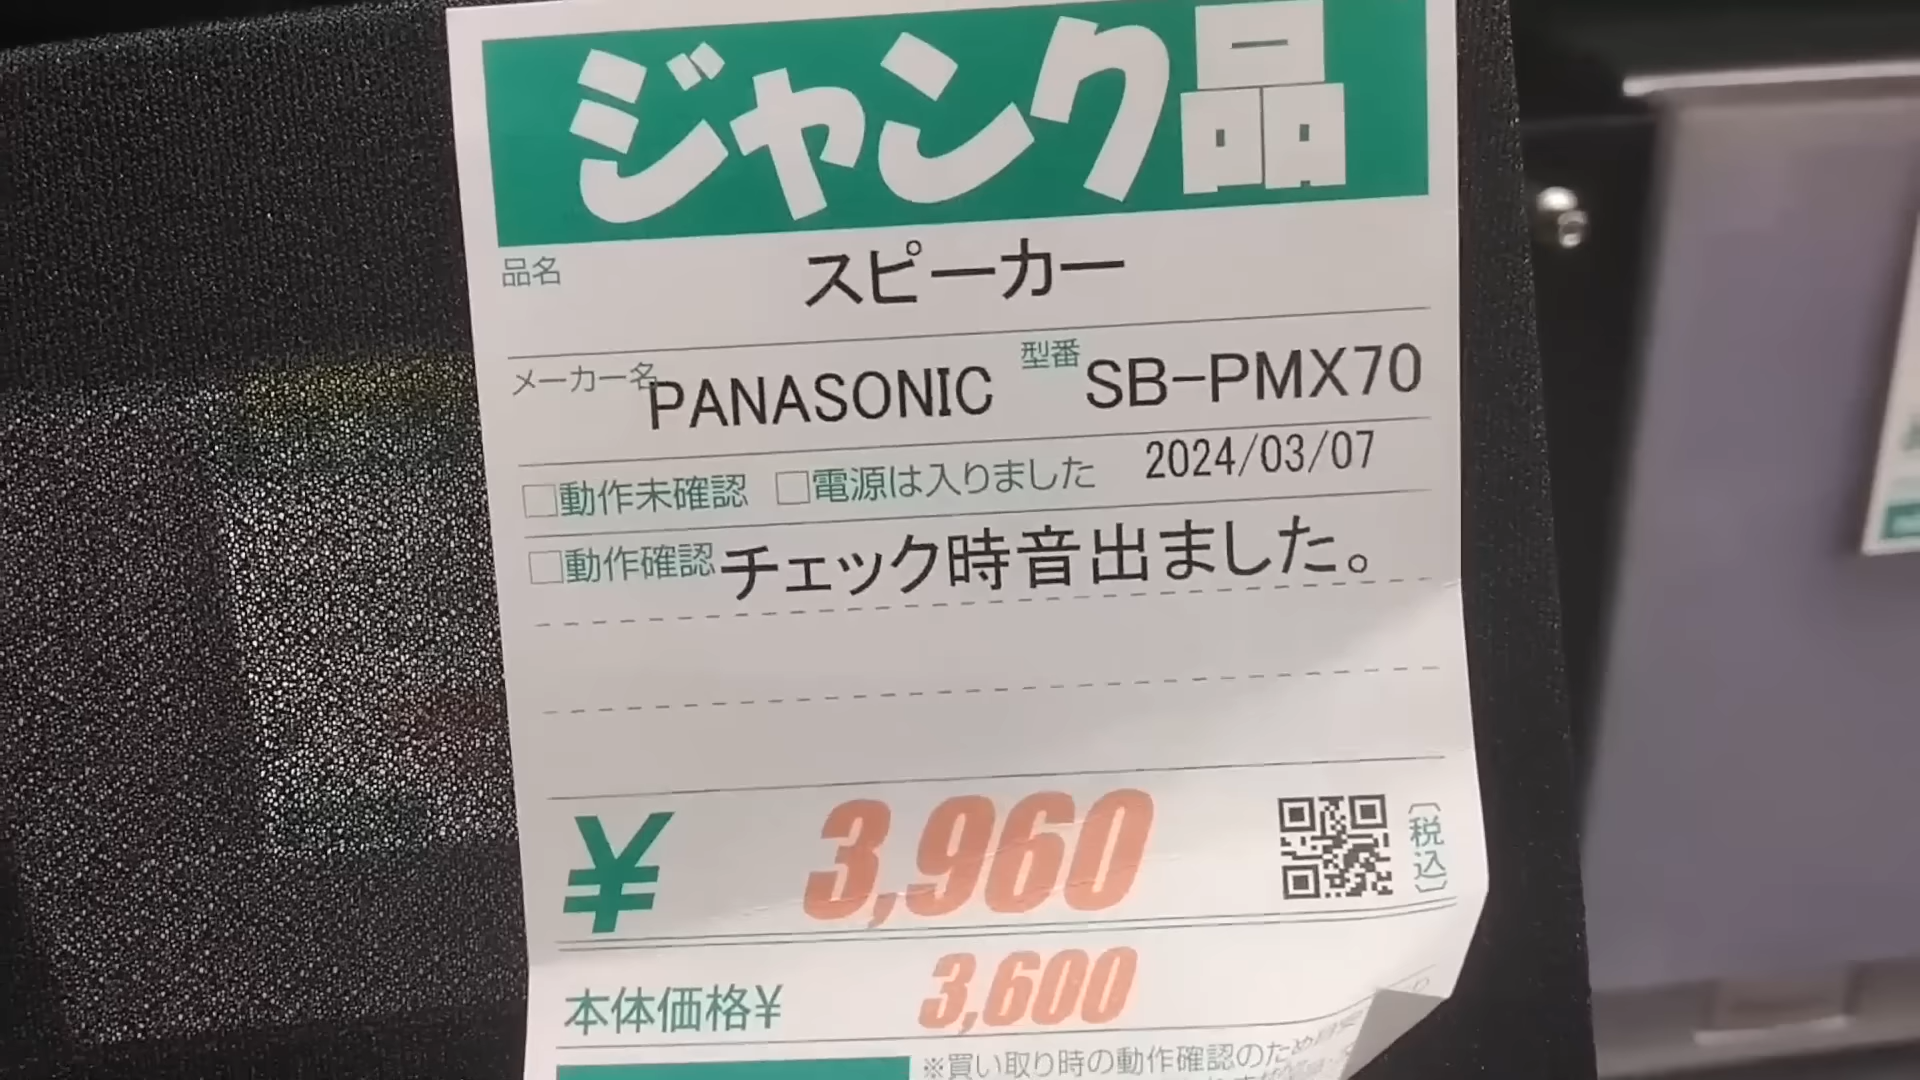 ジャンク品
品名 スピーカー
メーカー名 PANASONIC 型番 SB-PMX70
□動作未確認 □電源は入りました 2024/03/07
□動作確認 チェック時音出ました。
¥ 3,960 (税込)
本体価格¥ 3,600
※買い取り時の動作確認のため